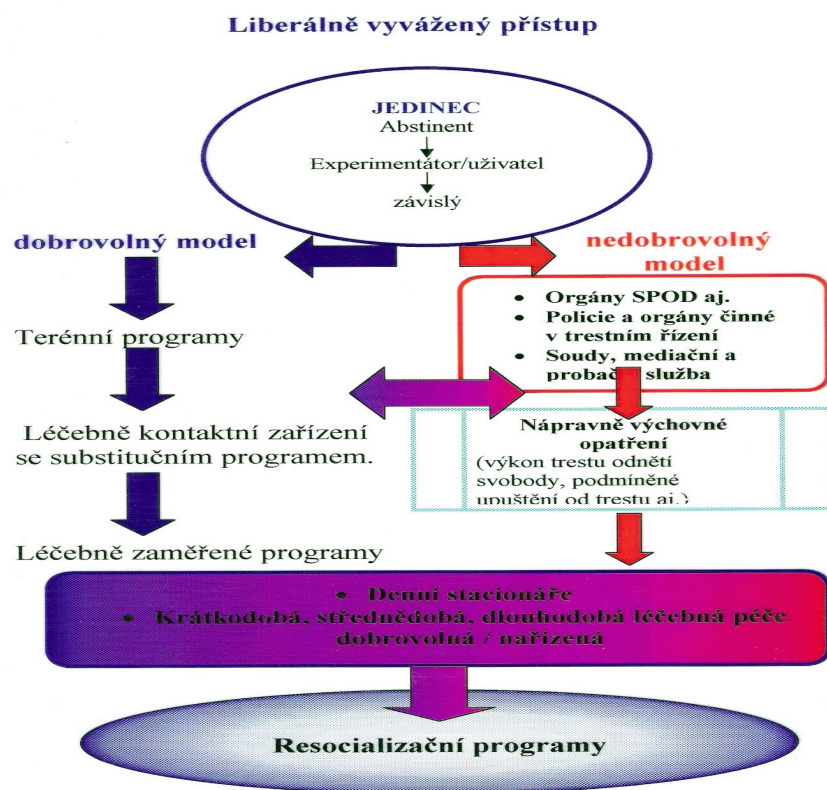 Liberálně vyvážený přístup
JEDINEC
Abstinent
Experimentátor/uživatel
závislý
dobrovolný model
nedobrovolný
model
• Orgány SPOD aj.
• Policie a orgány činné
v trestním řízení
• Soudy, mediační a
probační služba
Terénní programy
Léčebně kontaktní zařízení
se substitučním programem.
Nápravně výchovné
opatření
(výkon trestu odnětí
svobody, podmíněné
upuštění od trestu aj.)
Léčebně zaměřené programy
• Denní stacionáře
• Krátkodobá, střednědobá, dlouhodobá léčebná péče
dobrovolná / nařízená
Resocializační programy